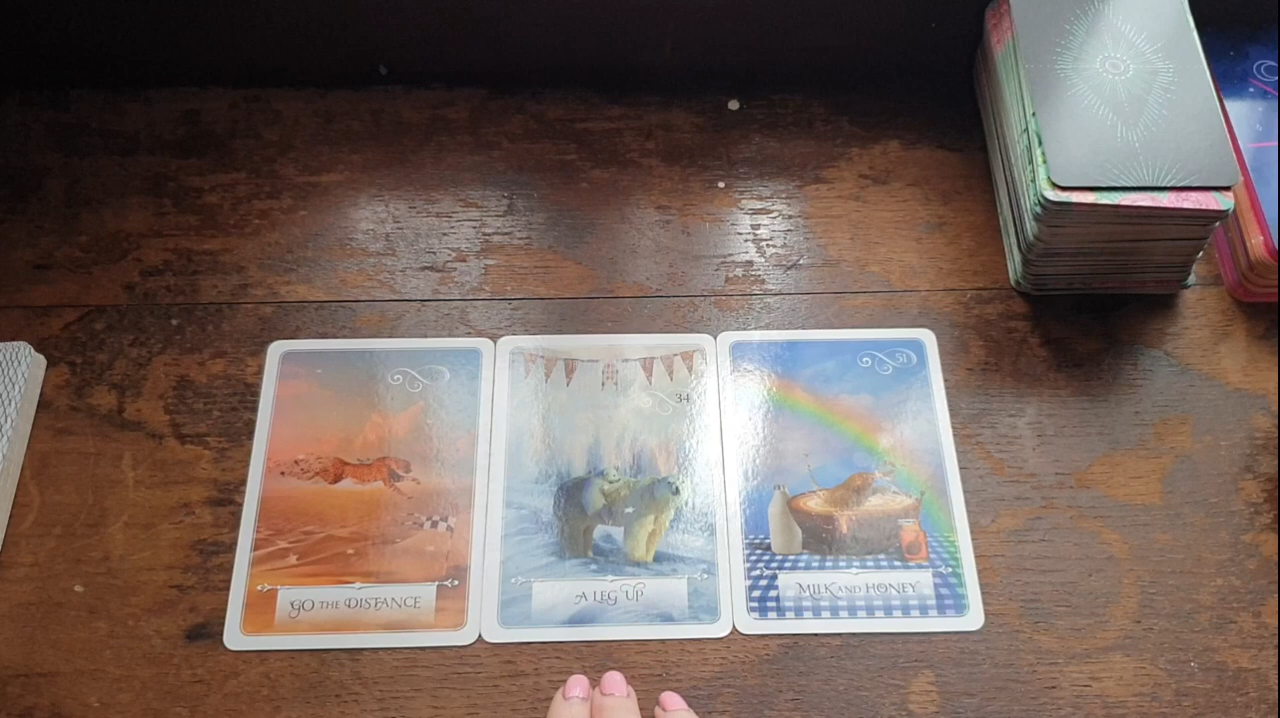 34
51
GO THE DISTANCE
A LEG UP
MILK AND HONEY